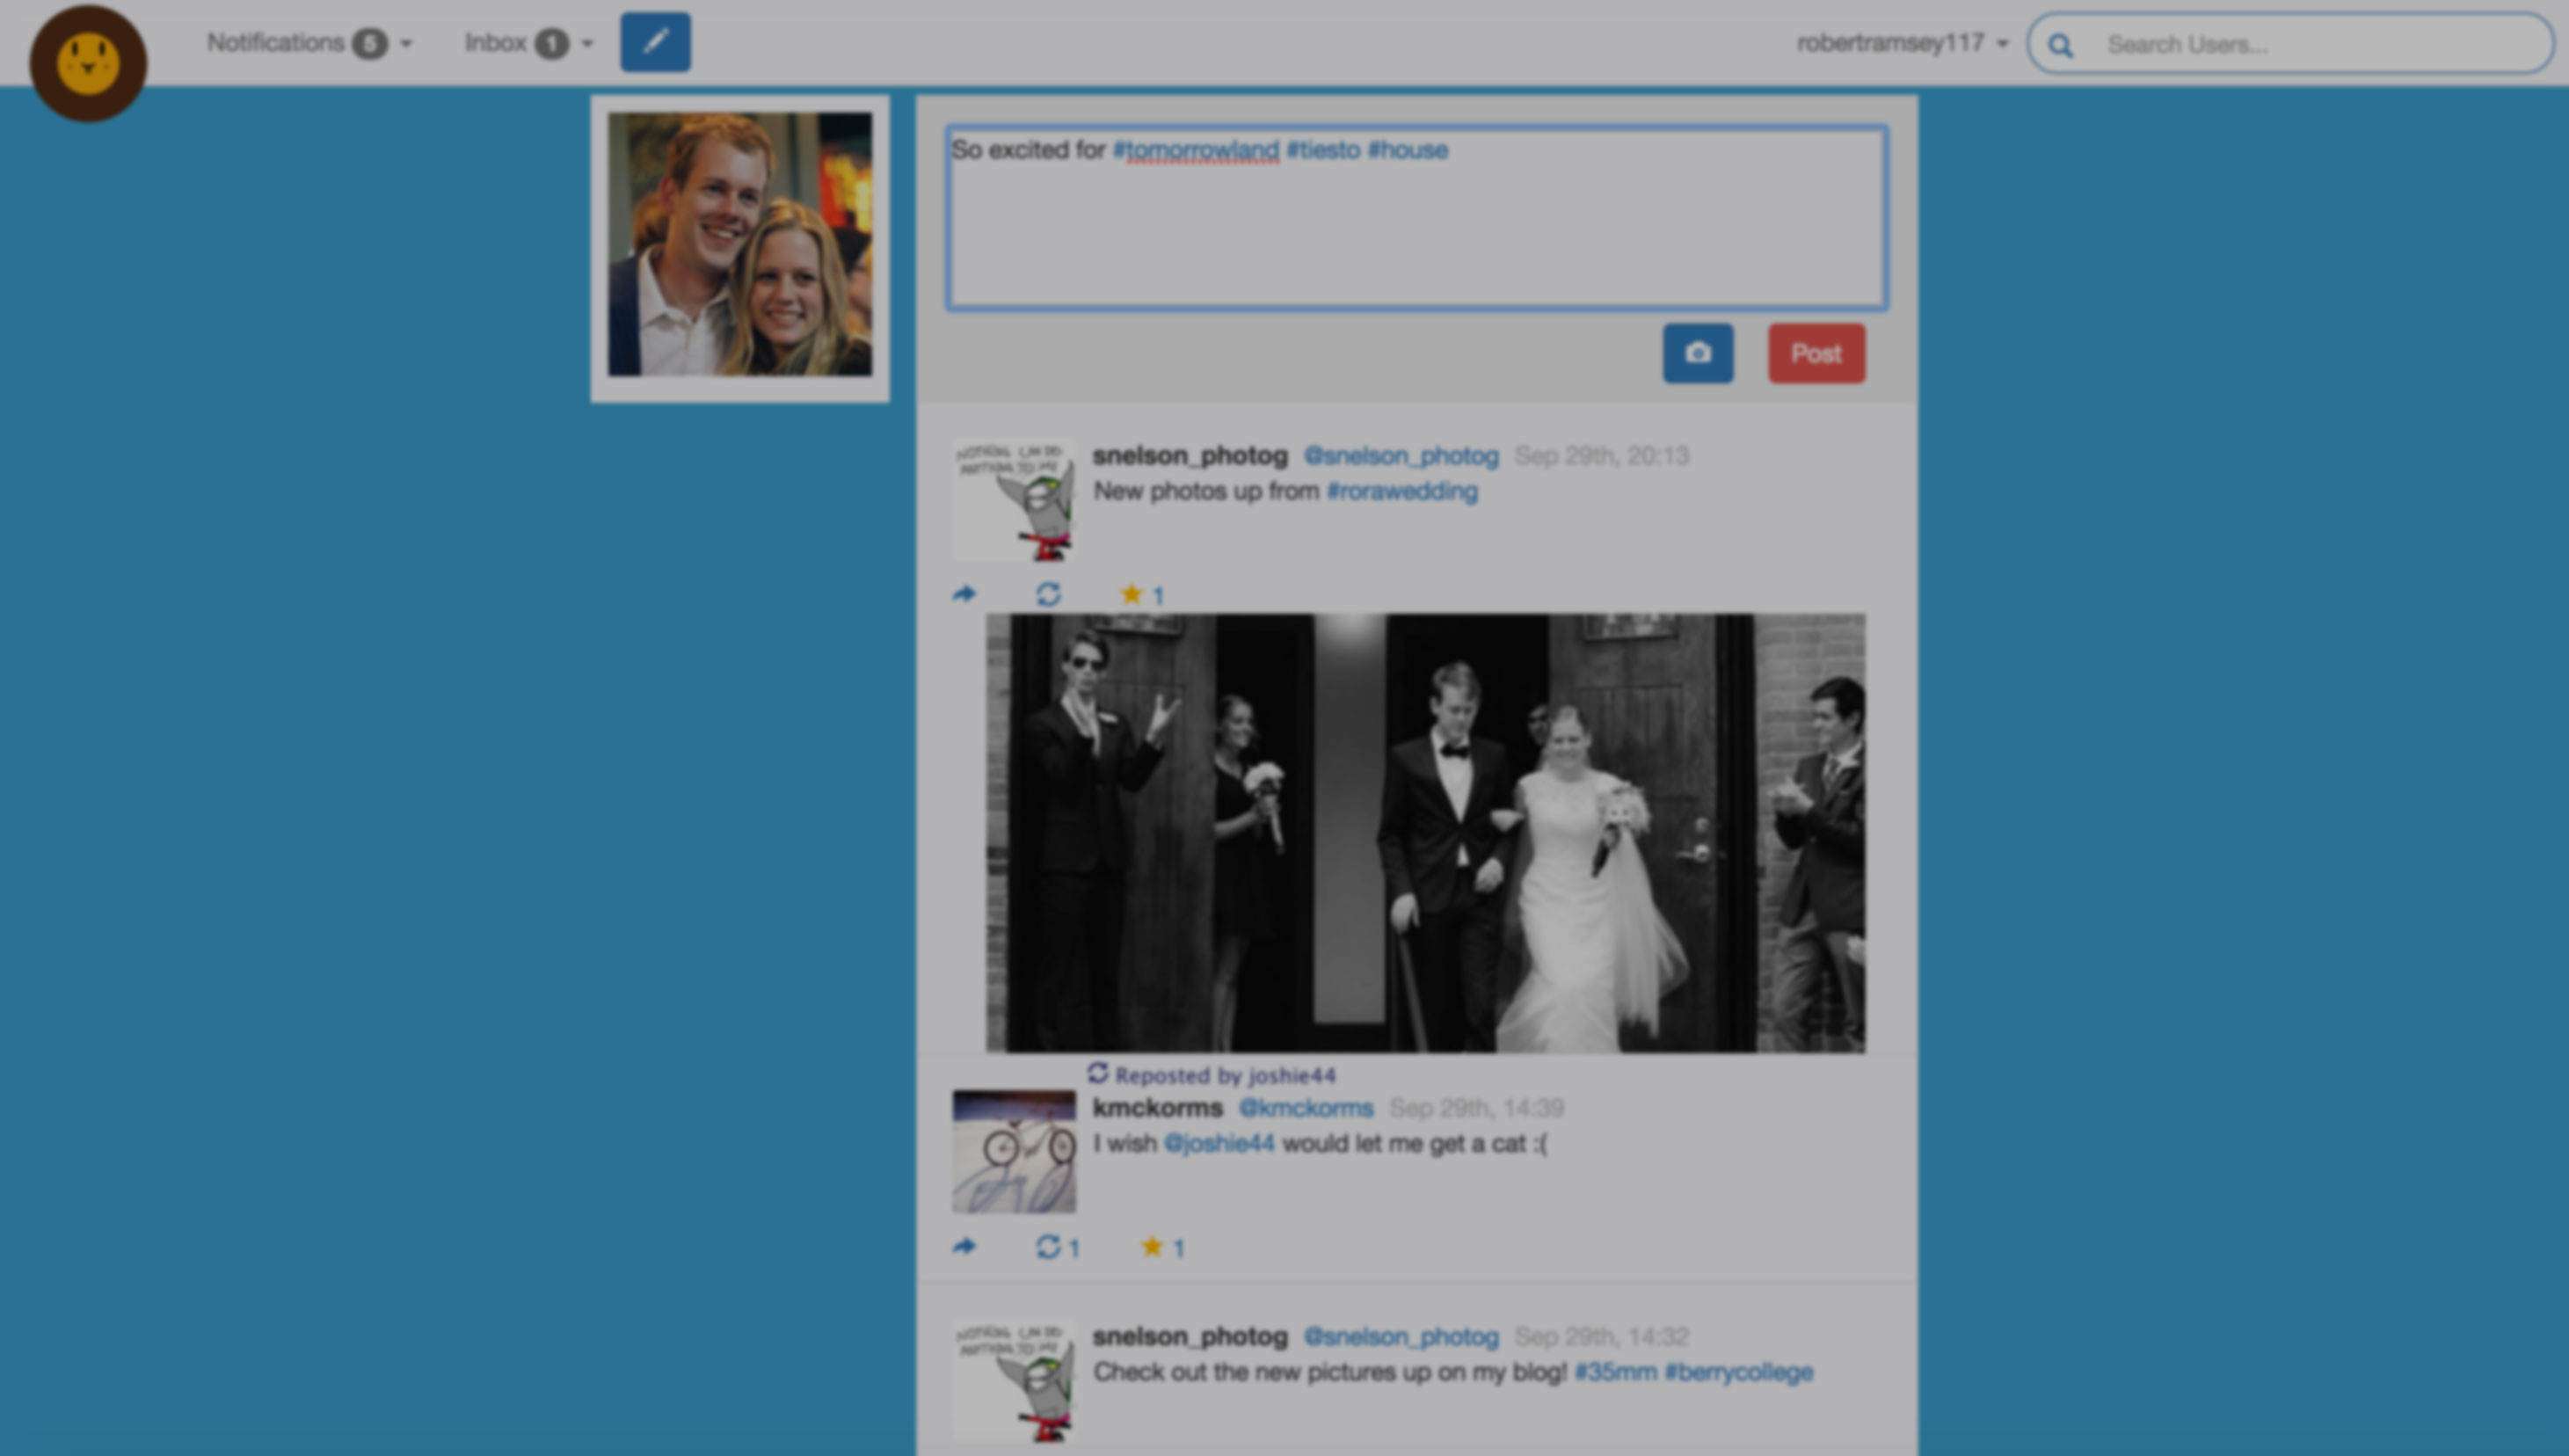 Notifications 5
Inbox 1
robertramsey117
Search Users...
So excited for #tomorrowland #tiesto #house
Post
snelson_photog @snelson_photog Sep 29th, 20:13
New photos up from #rorawedding
1
Reposted by joshie44
kmckorms @kmckorms Sep 29th, 14:39
I wish @joshie44 would let me get a cat :(
1 1
snelson_photog @snelson_photog Sep 29th, 14:32
Check out the new pictures up on my blog! #35mm #berrycollege